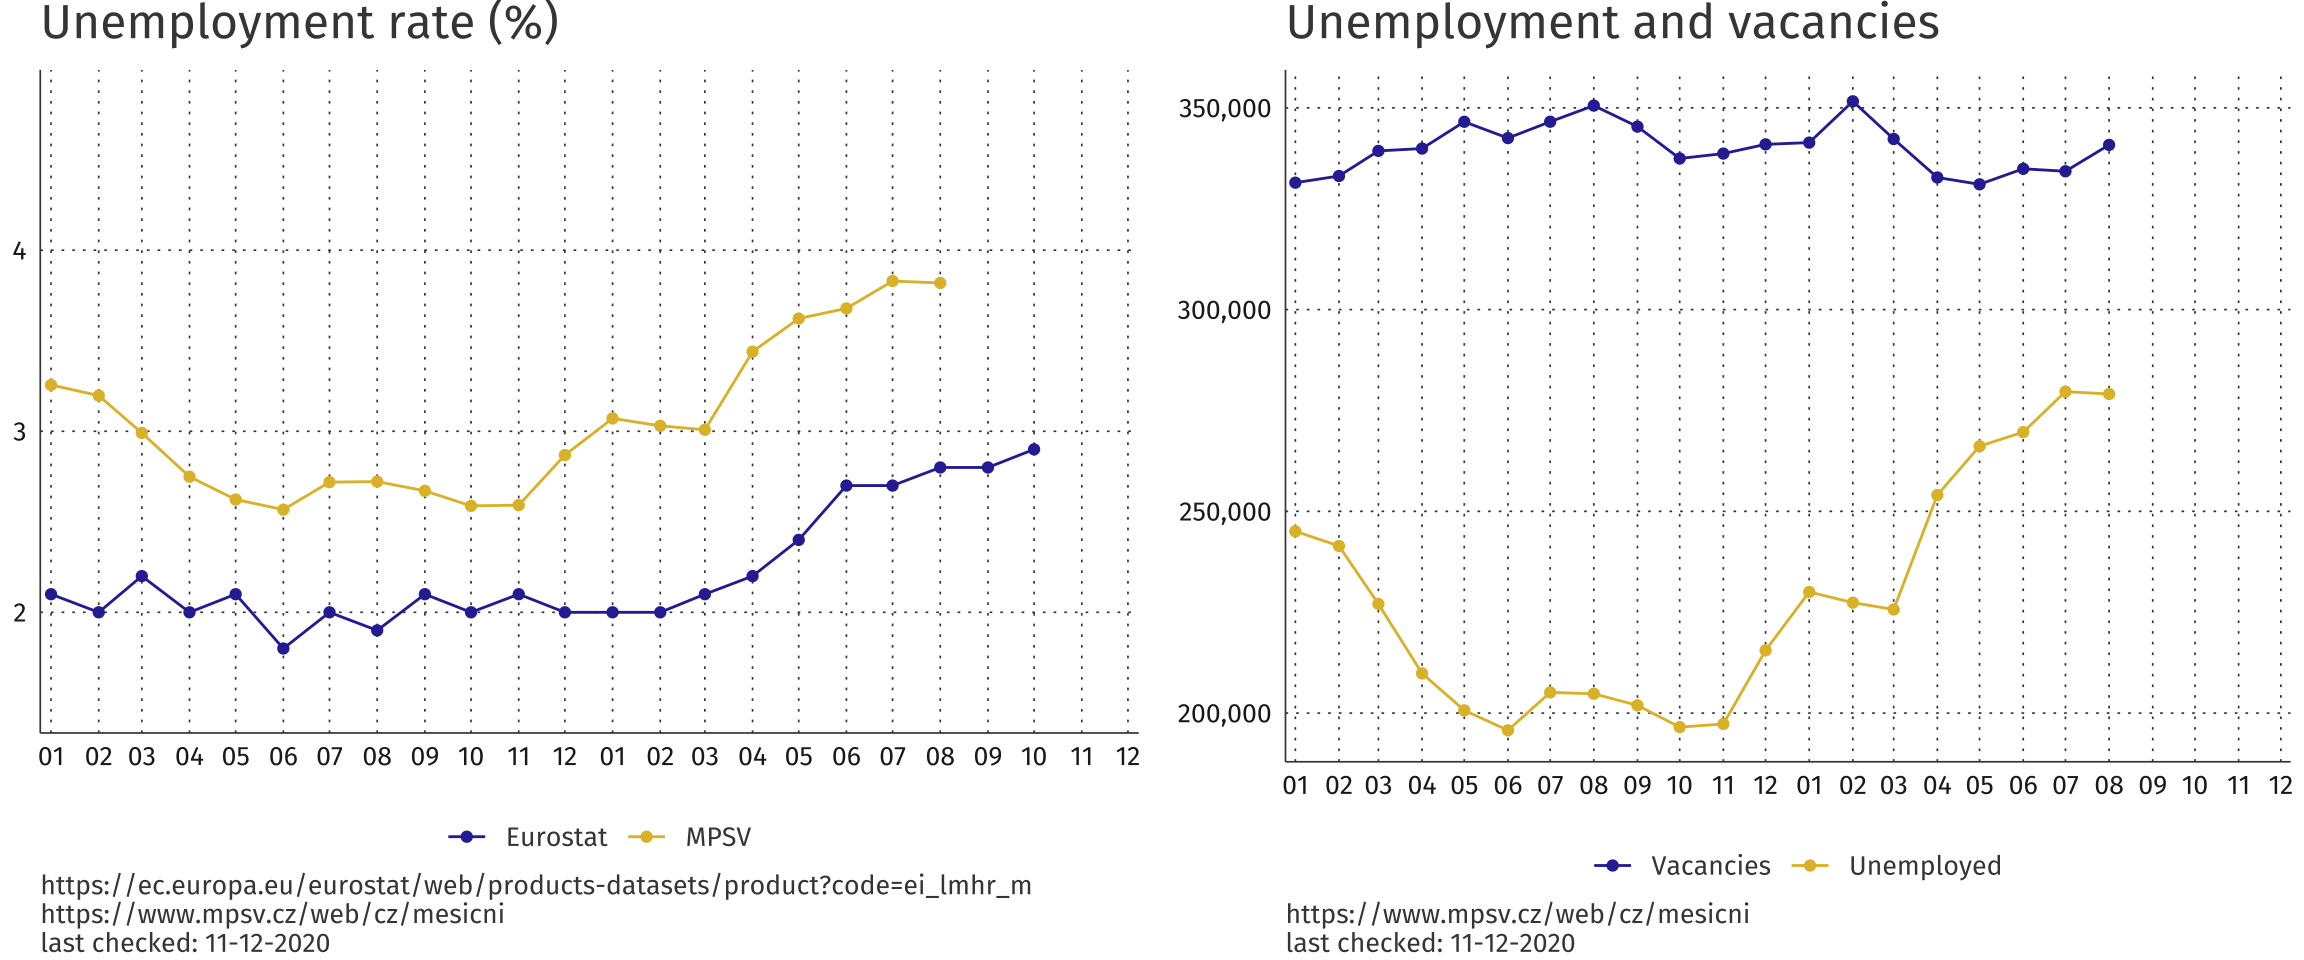 Unemployment rate (%)
4
3
2
01 02 03 04 05 06 07 08 09 10 11 12 01 02 03 04 05 06 07 08 09 10 11 12
Eurostat MPSV
https://ec.europa.eu/eurostat/web/products-datasets/product?code=ei_lmhr_m
https://www.mpsv.cz/web/cz/mesicni
last checked: 11-12-2020
Unemployment and vacancies
350,000
300,000
250,000
200,000
01 02 03 04 05 06 07 08 09 10 11 12 01 02 03 04 05 06 07 08 09 10 11 12
Vacancies Unemployed
https://www.mpsv.cz/web/cz/mesicni
last checked: 11-12-2020